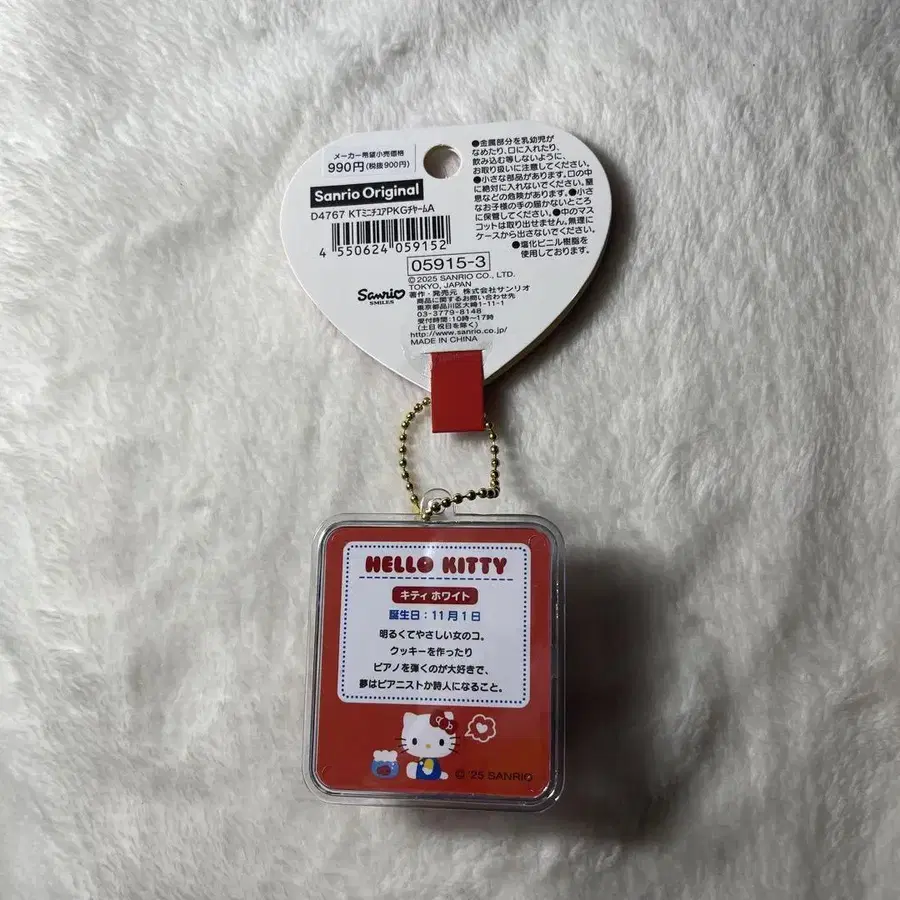 メーカー希望小売価格
990円(税抜900円)
Sanrio Original
D4767 KTミニチユアPKGチヤームA
4 550624 059152
05915-3
©2025 SANRIO CO., LTD.
TOKYO, JAPAN
著作・発売元 株式会社サンリオ
商品に関するお問い合わせ先
東京都品川区大崎1-11-1
03-3779-8148
受付時間:10時~17時
(土日祝日を除く)
http://www.sanrio.co.jp/
MADE IN CHINA
Sanrio
SMILES
●金属部分を乳幼児が
なめたり、口に入れたり、
飲み込む等しないように、
お取り扱いに注意してください。
●小さな部品があります。口の中
に絶対に入れないでください。窒
息などの危険があります。●小さ
なお子様の手の届かないところ
に保管してください。●中のマス
コットは取り出せません。無理に
ケースから出さないでください。
●塩化ビニル樹脂を
使用しております。
HELLO KITTY
キティ ホワイト
誕生日:11月1日
明るくてやさしい女のコ。
クッキーを作ったり
ピアノを弾くのが大好きで、
夢はピアニストか詩人になること。
© '25 SANRIO